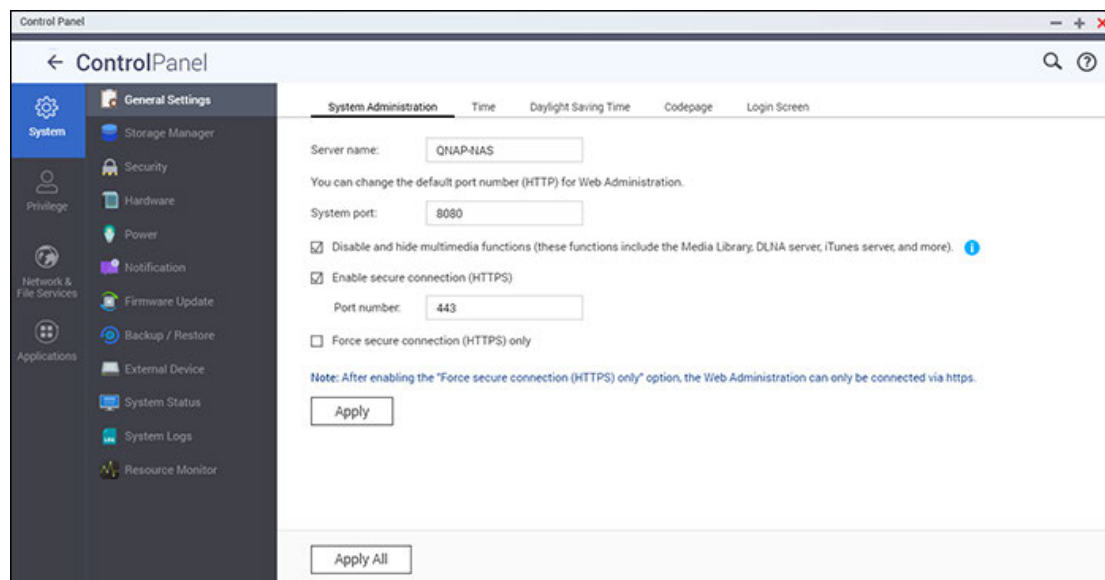 Control Panel
ControlPanel
System
Privilege
Network &
File Services
Applications
General Settings
Storage Manager
Security
Hardware
Power
Notification
Firmware Update
Backup / Restore
External Device
System Status
System Logs
Resource Monitor
System Administration Time Daylight Saving Time Codepage Login Screen
Server name: QNAP-NAS
You can change the default port number (HTTP) for Web Administration.
System port: 8080
Disable and hide multimedia functions (these functions include the Media Library, DLNA server, iTunes server, and more).
Enable secure connection (HTTPS)
Port number: 443
Force secure connection (HTTPS) only
Note: After enabling the "Force secure connection (HTTPS) only" option, the Web Administration can only be connected via https.
Apply
Apply All